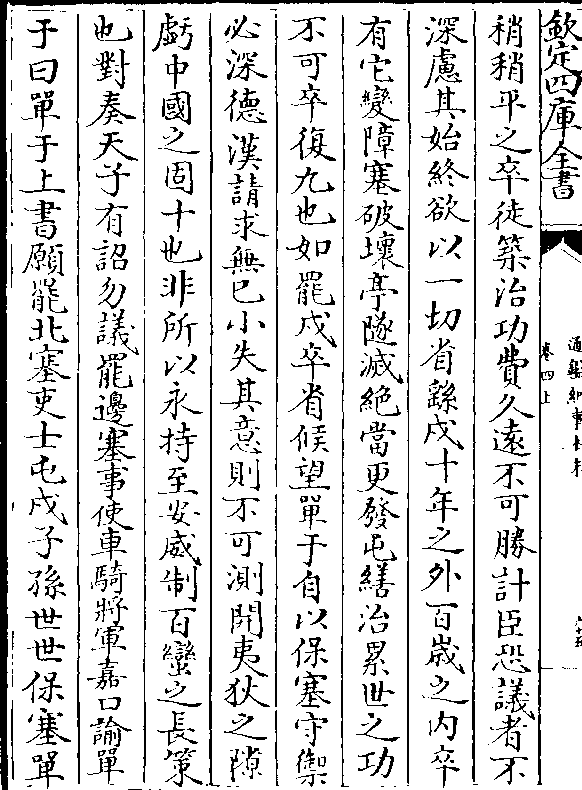 欽定四庫全書
通鑑紀事本末
卷四上
稍稍平之卒徒築治功費久遠不可勝計臣恐議者不
深慮其始終欲以一切省繇戍十年之外百歳之内卒
有它變障塞破壞亭隧滅絶當更發屯繕治累世之功
不可卒復九也如罷戍卒省候望單于自以保塞守禦
必深德漢請求無已小失其意則不可測開夷狄之隙
虧中國之固十也非所以永持至安威制百蠻之長策
也對奏天子有詔勿議罷邊塞事使車騎將軍嘉口諭單
于曰單于上書願罷北塞吏士屯戍子孫世世保塞單